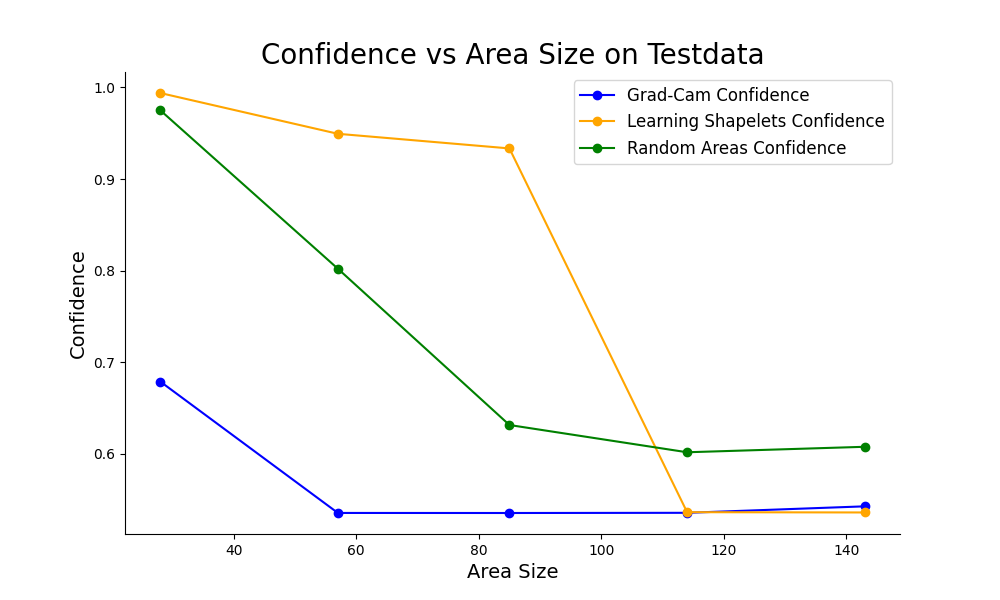 Confidence vs Area Size on Testdata
Grad-Cam Confidence
Learning Shapelets Confidence
Random Areas Confidence
Confidence
1.0
0.9
0.8
0.7
0.6
40 60 80 100 120 140
Area Size